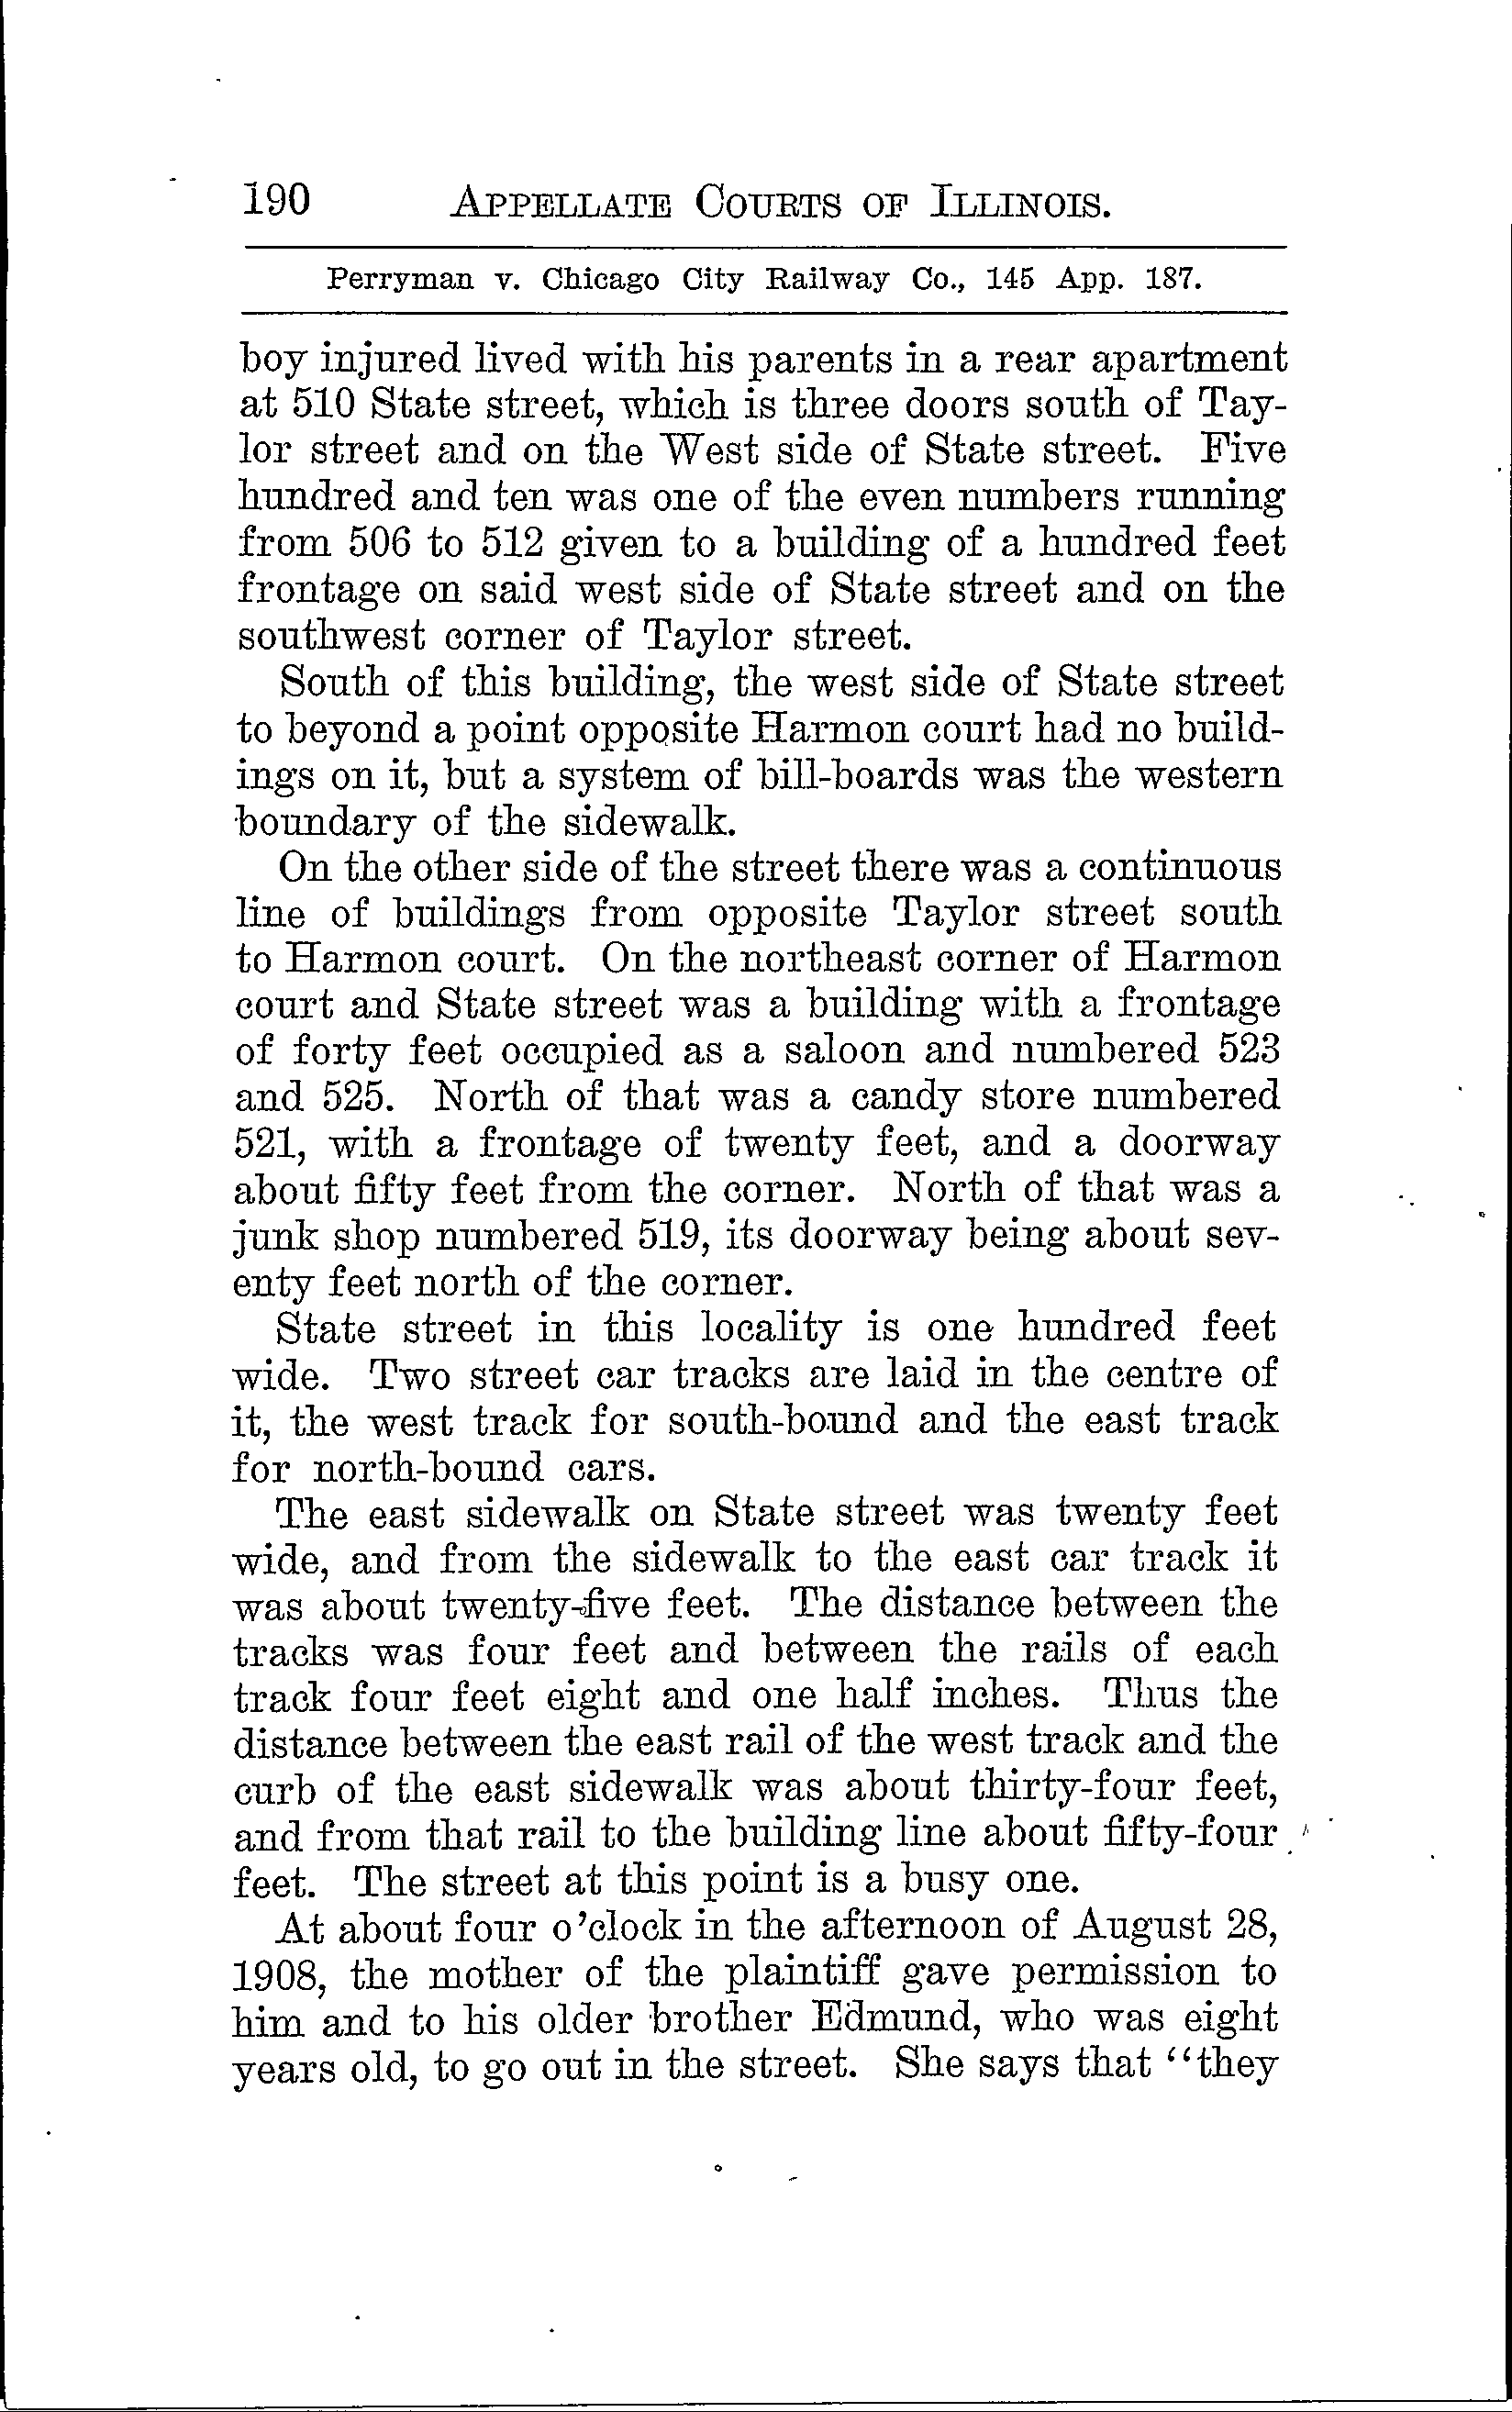 190 APPELLATE COURTS OF ILLINOIS.
Perryman v. Chicago City Railway Co., 145 App. 187.
boy injured lived with his parents in a rear apartment
at 510 State street, which is three doors south of Tay-
lor street and on the West side of State street. Five
hundred and ten was one of the even numbers running
from 506 to 512 given to a building of a hundred feet
frontage on said west side of State street and on the
southwest corner of Taylor street.
South of this building, the west side of State street
to beyond a point opposite Harmon court had no build-
ings on it, but a system of bill-boards was the western
boundary of the sidewalk.
On the other side of the street there was a continuous
line of buildings from opposite Taylor street south
to Harmon court. On the northeast corner of Harmon
court and State street was a building with a frontage
of forty feet occupied as a saloon and numbered 523
and 525. North of that was a candy store numbered
521, with a frontage of twenty feet, and a doorway
about fifty feet from the corner. North of that was a
junk shop numbered 519, its doorway being about sev-
enty feet north of the corner.
State street in this locality is one hundred feet
wide. Two street car tracks are laid in the centre of
it, the west track for south-bound and the east track
for north-bound cars.
The east sidewalk on State street was twenty feet
wide, and from the sidewalk to the east car track it
was about twenty-five feet. The distance between the
tracks was four feet and between the rails of each
track four feet eight and one half inches. Thus the
distance between the east rail of the west track and the
curb of the east sidewalk was about thirty-four feet,
and from that rail to the building line about fifty-four
feet. The street at this point is a busy one.
At about four o'clock in the afternoon of August 28,
1908, the mother of the plaintiff gave permission to
him and to his older brother Edmund, who was eight
years old, to go out in the street. She says that "they